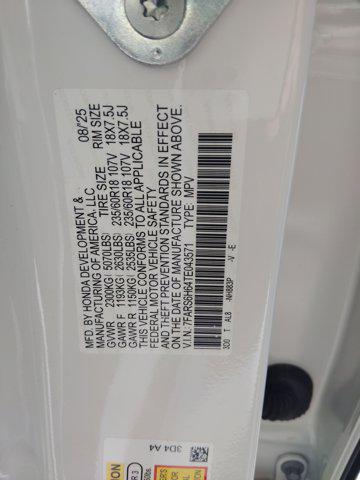 MFD. BY HONDA DEVELOPMENT & 08/'25
MANUFACTURING OF AMERICA, LLC
TIRE SIZE RIM SIZE
GVWR 2300KG( 5070LBS)
GAWR F 1193KG( 2630LBS) 235/60R18 107V 18X7.5J
GAWR R 1150KG( 2535LBS) 235/60R18 107V 18X7.5J
THIS VEHICLE CONFORMS TO ALL APPLICABLE
FEDERAL MOTOR VEHICLE SAFETY
AND THEFT PREVENTION STANDARDS IN EFFECT
ON THE DATE OF MANUFACTURE SHOWN ABOVE.
V.I.N: 7FARS6H64TE043571 TYPE: MPV
3D0 T AL8 -NH883P -V -E
3D4 A4